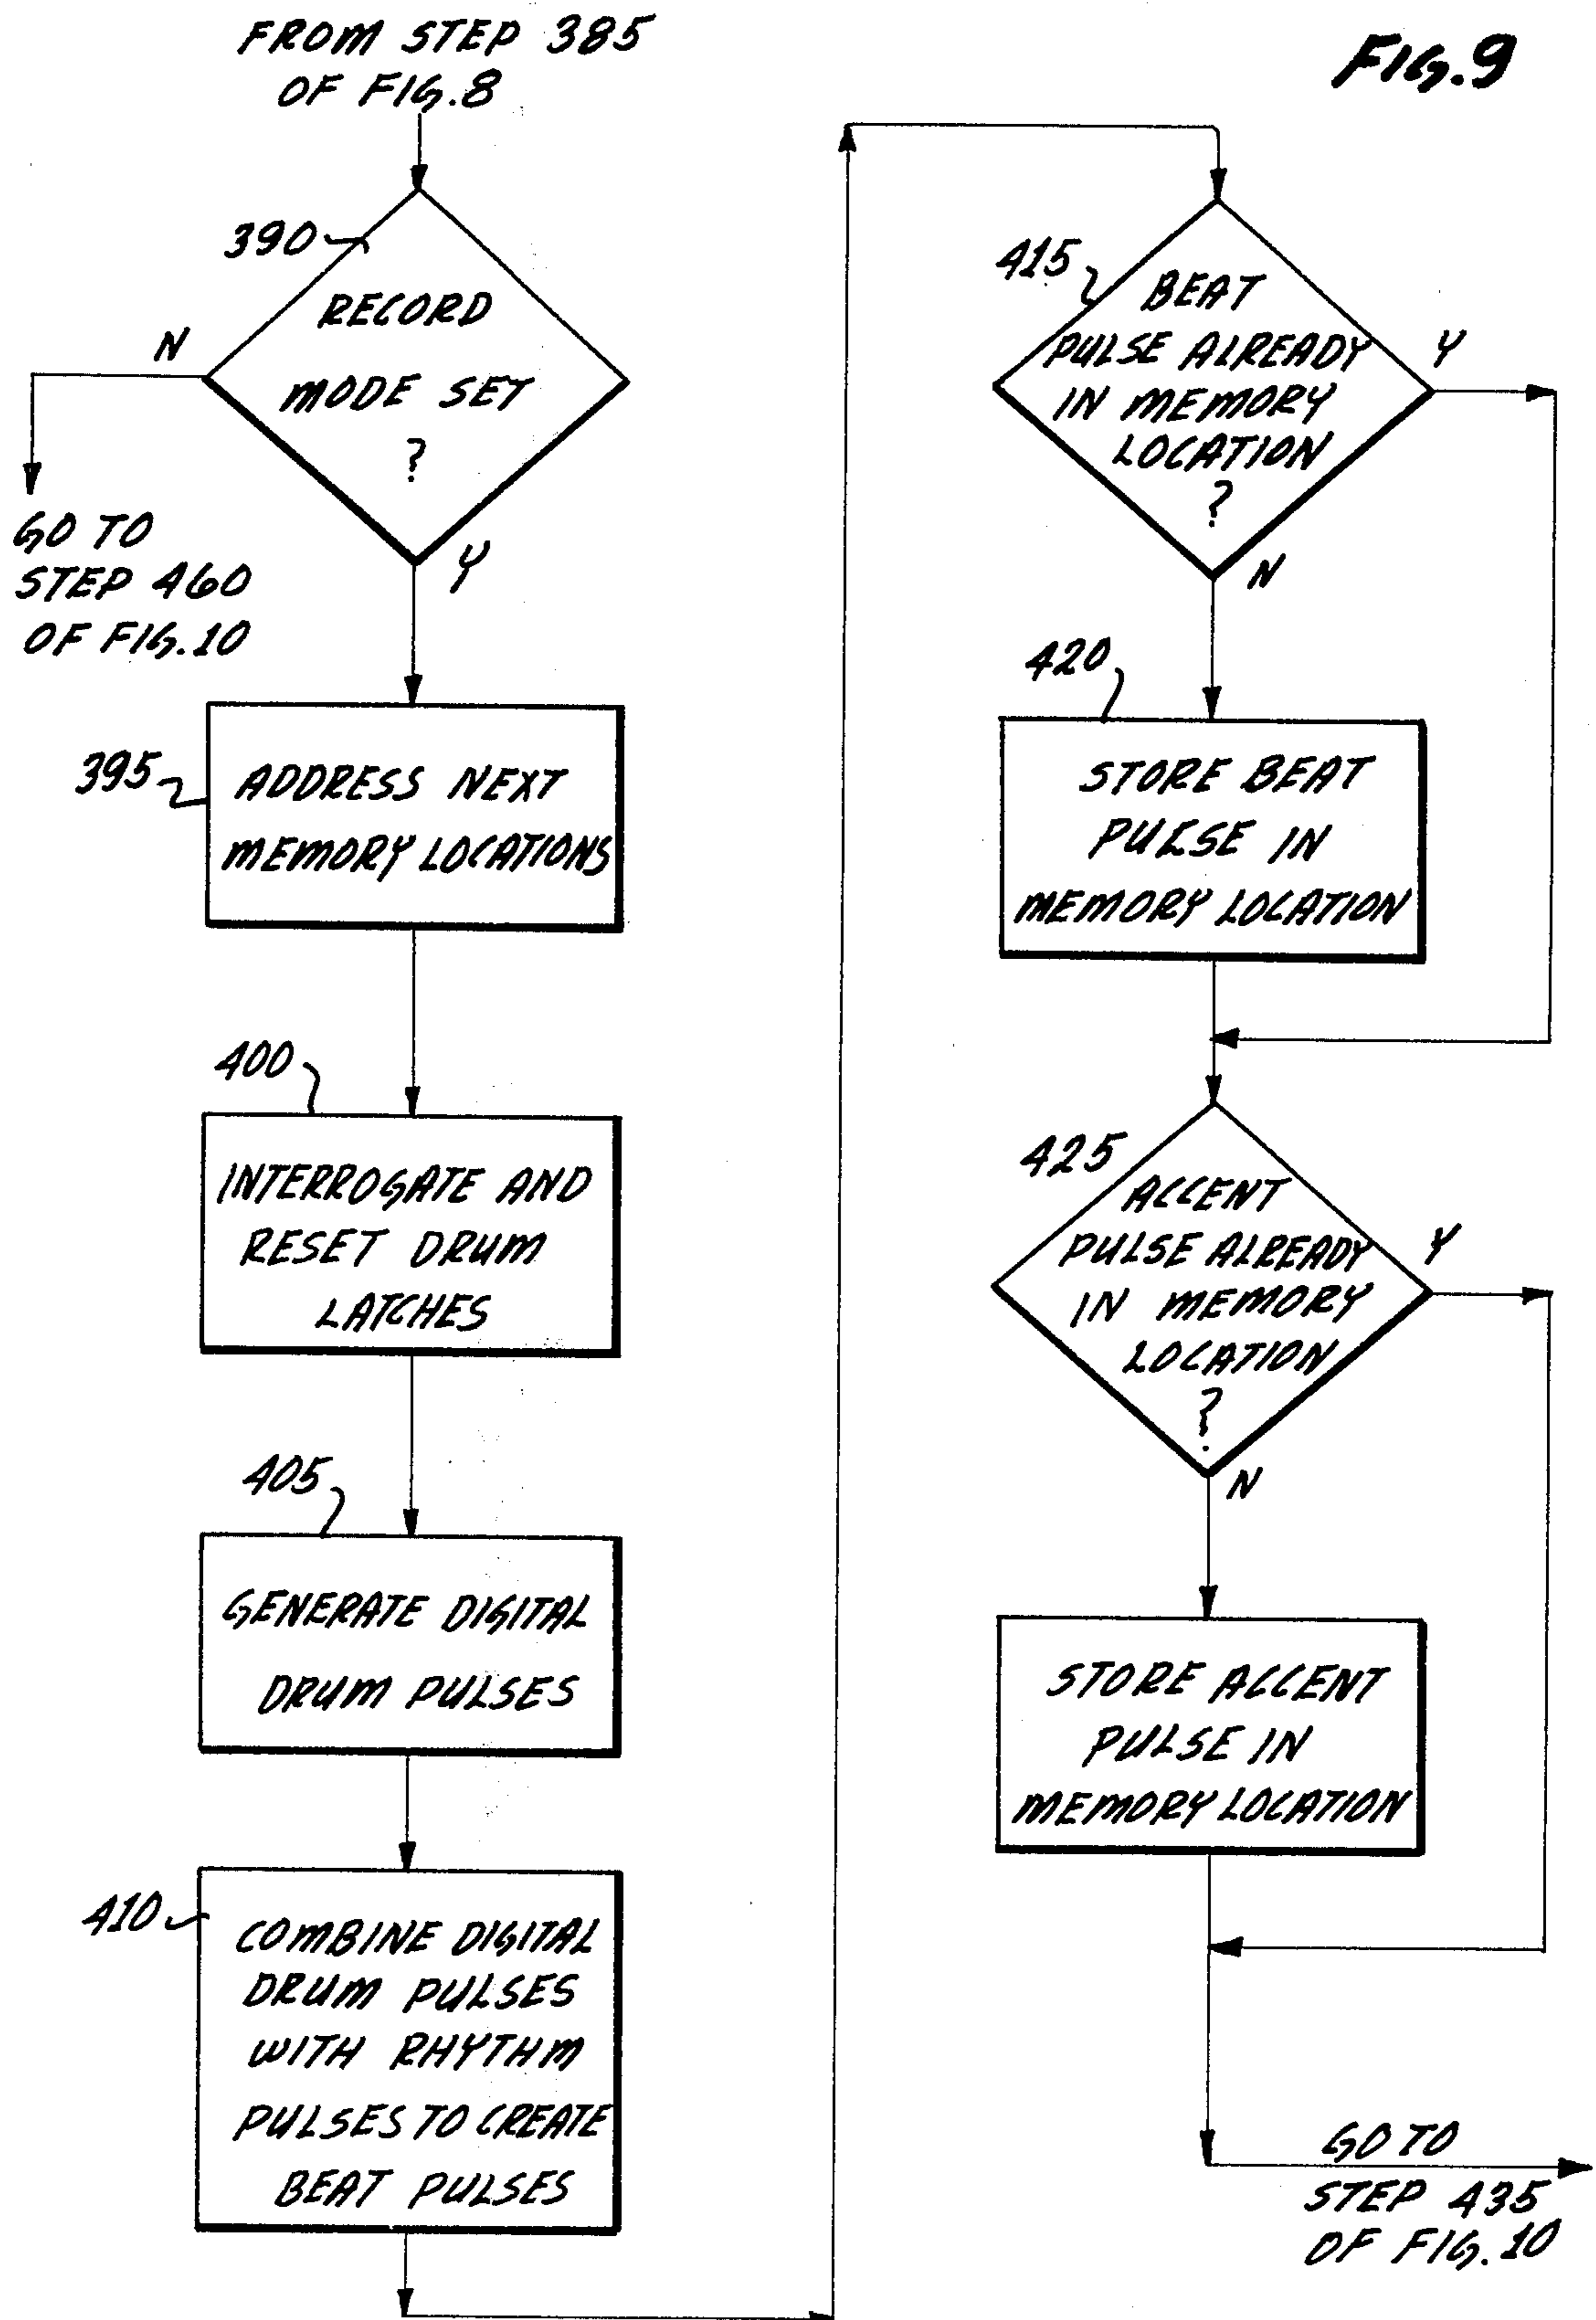 FROM STEP 385
OF FIG.8
FIG.9
390
RECORD
MODE SET
?
N
Y
GO TO
STEP 460
OF FIG.10
395
ADDRESS NEXT
MEMORY LOCATIONS
400
INTERROGATE AND
RESET DRUM
LATCHES
405
GENERATE DIGITAL
DRUM PULSES
410
COMBINE DIGITAL
DRUM PULSES
WITH RHYTHM
PULSES TO CREATE
BEAT PULSES
415
BEAT
PULSE ALREADY
IN MEMORY
LOCATION
?
Y
N
420
STORE BEAT
PULSE IN
MEMORY LOCATION
425
ACCENT
PULSE ALREADY
IN MEMORY
LOCATION
?
Y
N
STORE ACCENT
PULSE IN
MEMORY LOCATION
GO TO
STEP 435
OF FIG.10